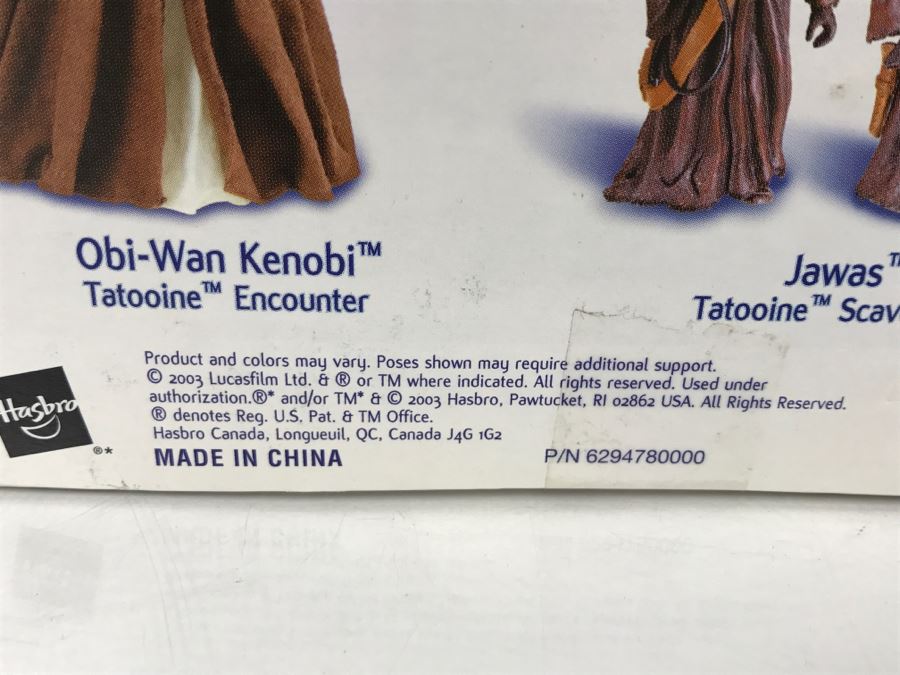 Obi-Wan Kenobi™
Tatooine™ Encounter
Jawas™
Tatooine™ Scav
Product and colors may vary. Poses shown may require additional support.
© 2003 Lucasfilm Ltd. & ® or TM where indicated. All rights reserved. Used under
authorization.®* and/or TM* & © 2003 Hasbro, Pawtucket, RI 02862 USA. All Rights Reserved.
® denotes Reg. U.S. Pat. & TM Office.
Hasbro Canada, Longueuil, QC, Canada J4G 1G2
MADE IN CHINA
P/N 6294780000
Hasbro
®*